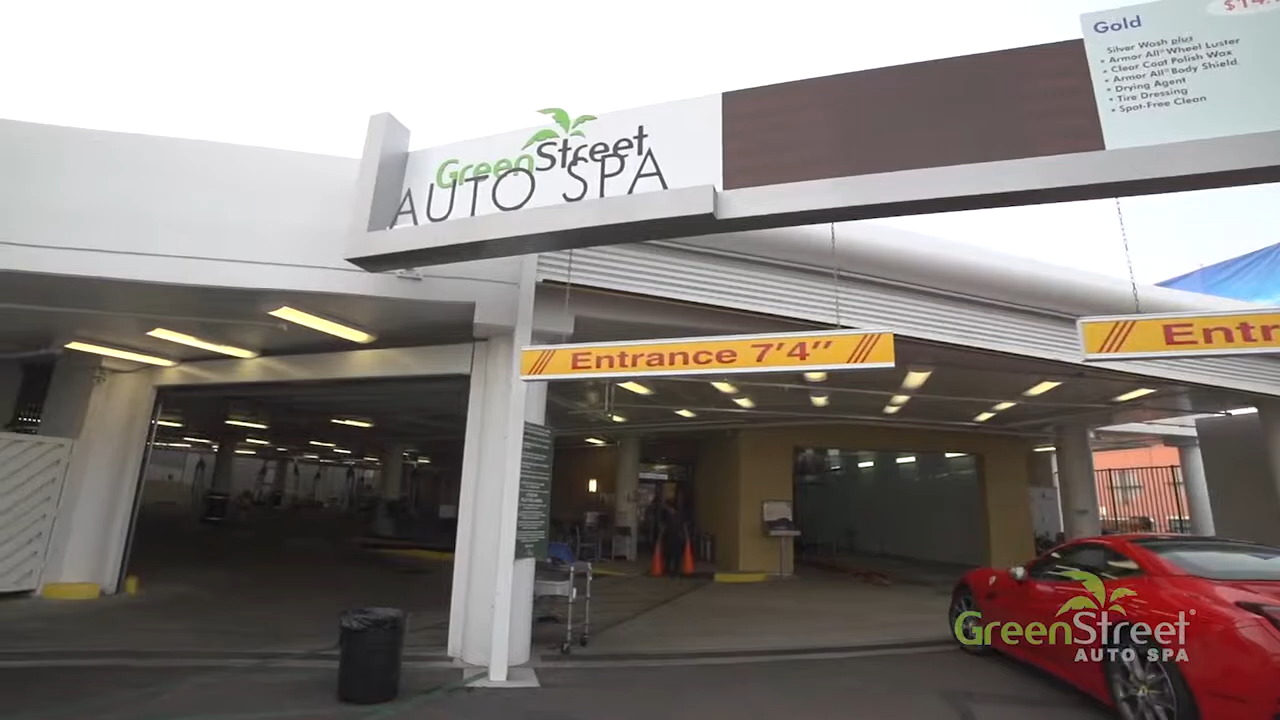 Gold
Silver Wash plus
• Armor All® Wheel Luster
• Clear Coat Polish Wax
• Armor All® Body Shield
• Drying Agent
• Tire Dressing
• Spot-Free Clean
GreenStreet
AUTO SPA
Entrance 7'4"
Entr
GreenStreet®
AUTO SPA